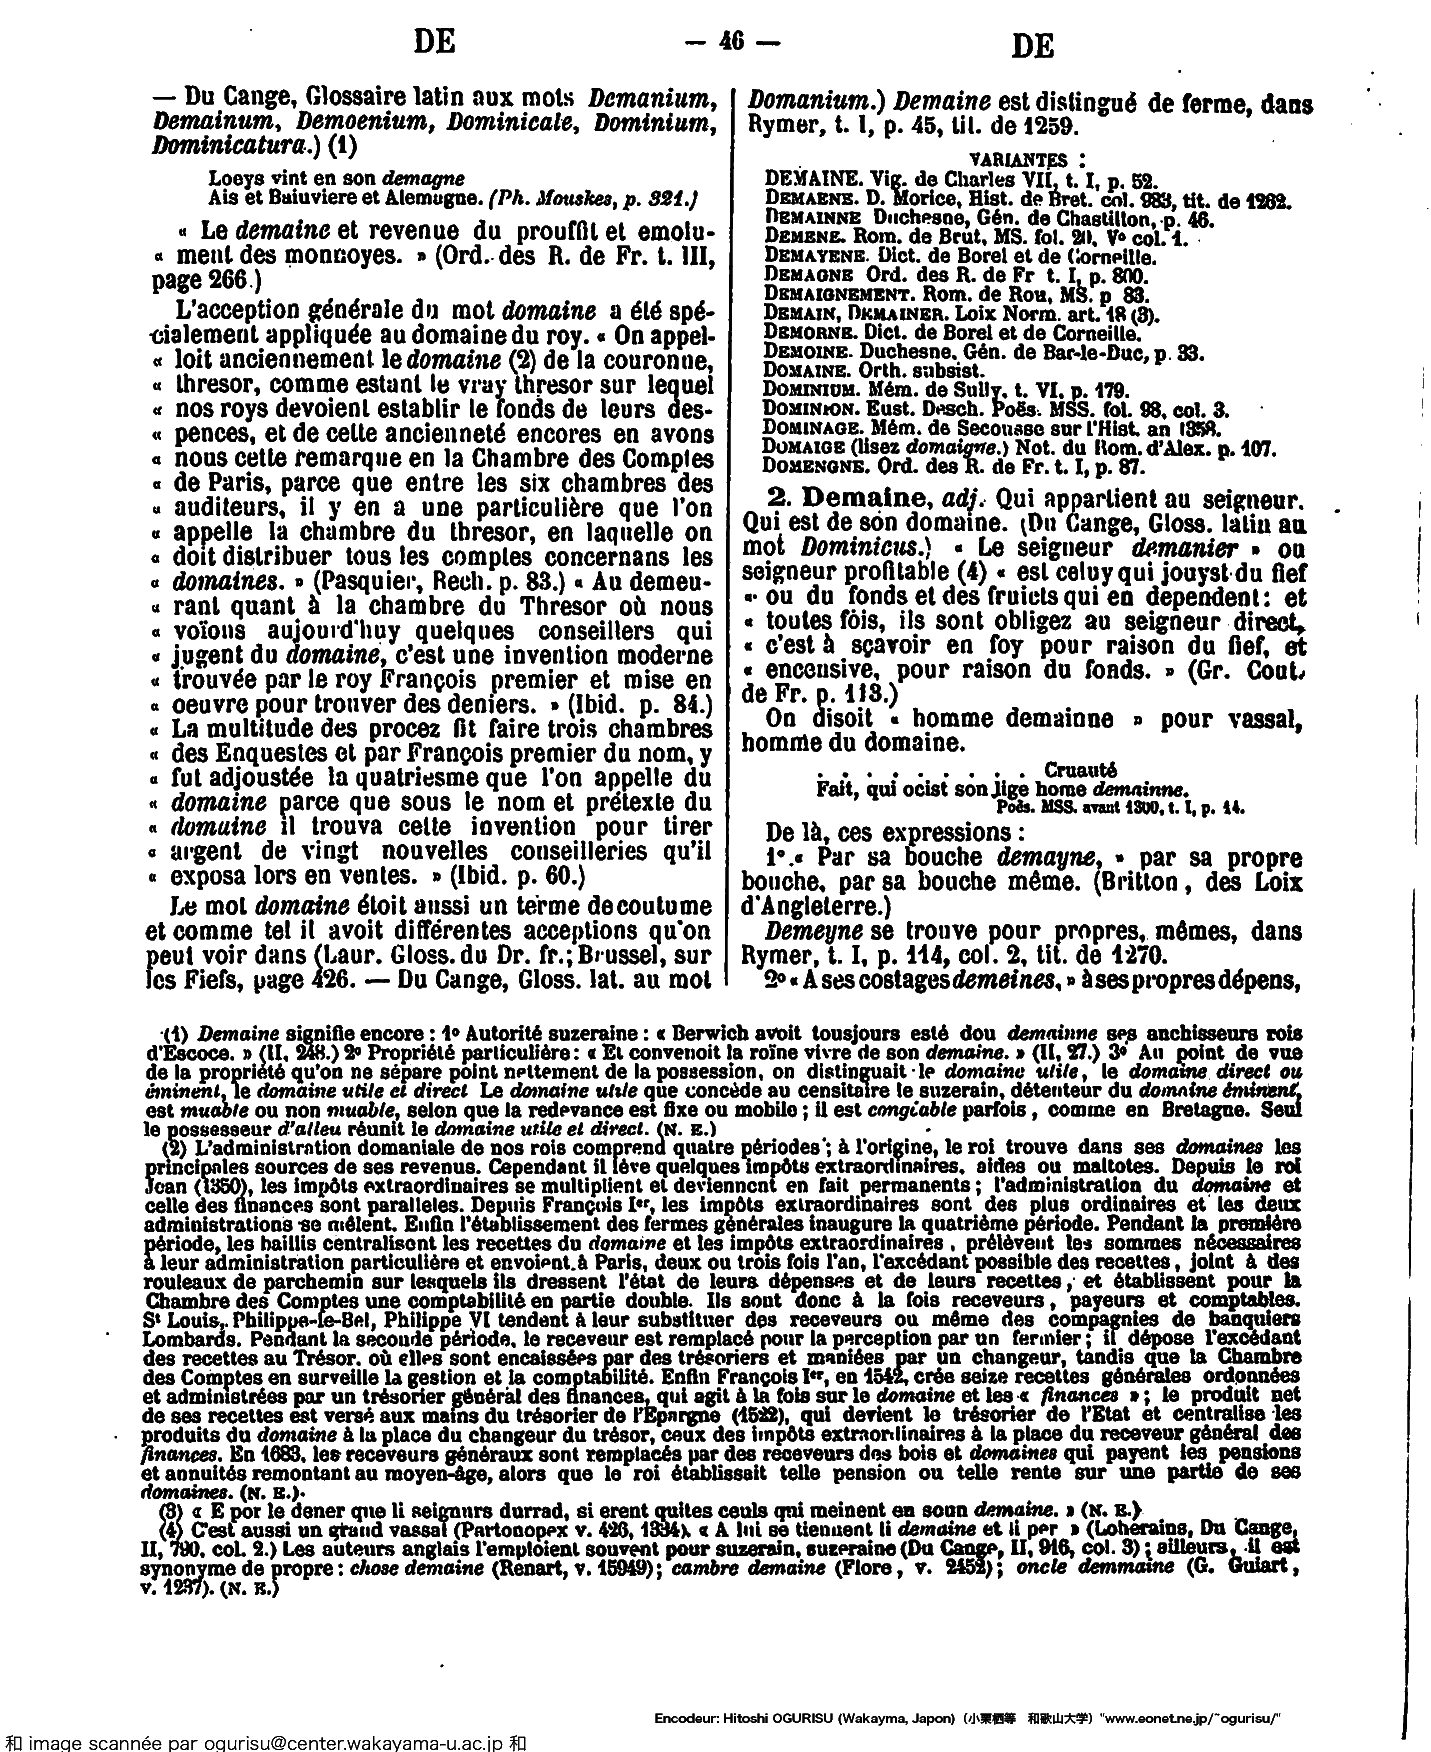 DE
— 46 —
DE
— Du Cange, Glossaire latin aux mots Demanium,
Demainum, Demoenium, Dominicale, Dominium,
Dominicatura.) (1)
Loeys vint en son demagne
Ais et Baiuviere et Alemagne. (Ph. Mouskes, p. 321.)
« Le demaine et revenue du prouffit et emolu-
« ment des monnoyes. » (Ord. des R. de Fr. t. III,
page 266.)
L'acception générale du mot domaine a été spé-
cialement appliquée au domaine du roy. « On appel-
« loit anciennement le domaine (2) de la couronne,
« thresor, comme estant le vray thresor sur lequel
« nos roys devoient establir le fonds de leurs des-
« pences, et de cette ancienneté encores en avons
« nous cette remarque en la Chambre des Comptes
« de Paris, parce que entre les six chambres des
« auditeurs, il y en a une particulière que l'on
« appelle la chambre du thresor, en laquelle on
« doit distribuer tous les comptes concernans les
« domaines. » (Pasquier, Rech. p. 83.) « Au demeu-
« rant quant à la chambre du Thresor où nous
« voïons aujourd'huy quelques conseillers qui
« jugent du domaine, c'est une invention moderne
« trouvée par le roy François premier et mise en
« oeuvre pour trouver des deniers. » (Ibid. p. 84.)
« La multitude des procez fit faire trois chambres
« des Enquestes et par François premier du nom, y
« fut adjoustée la quatriesme que l'on appelle du
« domaine parce que sous le nom et prétexte du
« domaine il trouva cette invention pour tirer
« argent de vingt nouvelles conseilleries qu'il
« exposa lors en ventes. » (Ibid. p. 60.)
Le mot domaine étoit aussi un terme de coutume
et comme tel il avoit différentes acceptions qu'on
peut voir dans (Laur. Gloss. du Dr. fr.; Brussel, sur
les Fiefs, page 426. — Du Cange, Gloss. lat. au mot
Domanium.) Demaine est distingué de ferme, dans
Rymer, t. I, p. 45, tit. de 1259.
VARIANTES :
DEMAINE. Vig. de Charles VII, t. I, p. 52.
DEMAENE. D. Morice, Hist. de Bret. col. 983, tit. de 1262.
DEMAINNE Duchesne, Gén. de Chastillon, p. 46.
DEMENE. Rom. de Brut, MS. fol. 20, Vº col. 1.
DEMAYENE. Dict. de Borel et de Corneille.
DEMAGNE Ord. des R. de Fr t. I, p. 800.
DEMAIGNEMENT. Rom. de Rou, MS. p 83.
DEMAIN, DEMAINER. Loix Norm. art. 18 (3).
DEMORNE. Dict. de Borel et de Corneille.
DEMOINE. Duchesne, Gén. de Bar-le-Duc, p. 33.
DOMAINE. Orth. subsist.
DOMINIUM. Mém. de Sully, t. VI, p. 179.
DOMINION. Eust. Desch. Poës. MSS. fol. 98, col. 3.
DOMINAGE. Mém. de Secousse sur l'Hist. an 1358.
DOMAIGE (lisez domaigne.) Not. du Rom. d'Alex. p. 107.
DOMENGNE. Ord. des R. de Fr. t. I, p. 87.
2. Demaine, adj. Qui appartient au seigneur.
Qui est de son domaine. (Du Cange, Gloss. latin au
mot Dominicus.) « Le seigneur demanier » ou
seigneur profitable (4) « est celuy qui jouyst du fief
« ou du fonds et des fruicts qui en dependent : et
« toutes fois, ils sont obligez au seigneur direct,
« c'est à sçavoir en foy pour raison du fief, et
« encensive, pour raison du fonds. » (Gr. Cout.
de Fr. p. 113.)
On disoit « homme demainne » pour vassal,
homme du domaine.
. . . . . . . . . Cruauté
Fait, qui ocist son lige home demainne.
Poës. MSS. avant 1300, t. I, p. 14.
De là, ces expressions :
1º « Par sa bouche demayne, » par sa propre
bouche, par sa bouche même. (Britton, des Loix
d'Angleterre.)
Demeyne se trouve pour propres, mêmes, dans
Rymer, t. I, p. 114, col. 2, tit. de 1270.
2º « A ses costages demeines, » à ses propres dépens,
(1) Demaine signifie encore : 1º Autorité suzeraine : « Berwich avoit tousjours esté dou demainne ses anchisseurs rois
d'Escoce. » (II, 248.) 2º Propriété particulière : « Et convenoit la roïne vivre de son demaine. » (II, 27.) 3º Au point de vue
de la propriété qu'on ne sépare point nettement de la possession, on distinguait le domaine utile, le domaine direct ou
éminent, le domaine utile et direct Le domaine utile que concède au censitaire le suzerain, détenteur du domaine éminent,
est muable ou non muable, selon que la redevance est fixe ou mobile ; il est congéable parfois, comme en Bretagne. Seul
le possesseur d'alleu réunit le domaine utile et direct. (N. E.)
(2) L'administration domaniale de nos rois comprend quatre périodes ; à l'origine, le roi trouve dans ses domaines les
principales sources de ses revenus. Cependant il lève quelques impôts extraordinaires, aides ou maltotes. Depuis le roi
Jean (1350), les impôts extraordinaires se multiplient et deviennent en fait permanents ; l'administration du domaine et
celle des finances sont paralleles. Depuis François Ier, les impôts extraordinaires sont des plus ordinaires et les deux
administrations se mêlent. Enfin l'établissement des fermes générales inaugure la quatrième période. Pendant la première
période, les baillis centralisent les recettes du domaine et les impôts extraordinaires, prélèvent les sommes nécessaires
à leur administration particulière et envoient à Paris, deux ou trois fois l'an, l'excédant possible des recettes, joint à des
rouleaux de parchemin sur lesquels ils dressent l'état de leurs dépenses et de leurs recettes, et établissent pour la
Chambre des Comptes une comptabilité en partie double. Ils sont donc à la fois receveurs, payeurs et comptables.
St Louis, Philippe-le-Bel, Philippe VI tendent à leur substituer des receveurs ou même des compagnies de banquiers
Lombards. Pendant la seconde période, le receveur est remplacé pour la perception par un fermier ; il dépose l'excédant
des recettes au Trésor, où elles sont encaissées par des trésoriers et maniées par un changeur, tandis que la Chambre
des Comptes en surveille la gestion et la comptabilité. Enfin François Ier, en 1542, crée seize recettes générales ordonnées
et administrées par un trésorier général des finances, qui agit à la fois sur le domaine et les « finances » ; le produit net
de ses recettes est versé aux mains du trésorier de l'Epargne (1522), qui devient le trésorier de l'Etat et centralise les
produits du domaine à la place du changeur du trésor, ceux des impôts extraordinaires à la place du receveur général des
finances. En 1683, les receveurs généraux sont remplacés par des receveurs des bois et domaines qui payent les pensions
et annuités remontant au moyen-âge, alors que le roi établissait telle pension ou telle rente sur une partie de ses
domaines. (N. E.)
(3) « E por le dener que li seignurs durrad, si erent quites ceuls qui meinent en soun demaine. » (N. E.)
(4) C'est aussi un grand vassal (Partonopex v. 426, 1334). « A lui se tiennent li demaine et li per » (Loherains, Du Cange,
II, 790, col. 2.) Les auteurs anglais l'emploient souvent pour suzerain, suzeraine (Du Cange, II, 916, col. 3) ; ailleurs, il est
synonyme de propre : chose demaine (Renart, v. 15949) ; cambre demaine (Flore, v. 2452) ; oncle demmaine (G. Guiart,
v. 1237). (N. E.)
Encodeur: Hitoshi OGURISU (Wakayma, Japon) (小栗栖等 和歌山大学) "www.eonet.ne.jp/~ogurisu/"
和 image scannée par ogurisu@center.wakayama-u.ac.jp 和